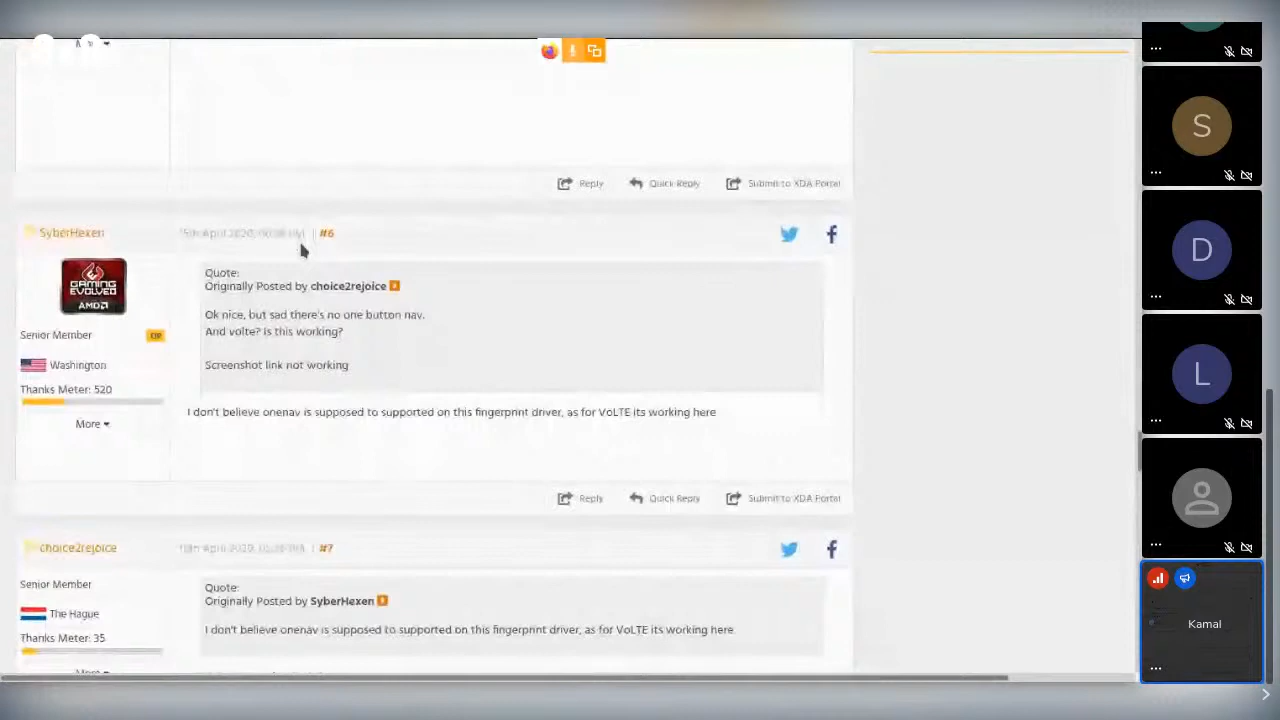 Reply Quick Reply Submit to XDA Portal
SyberHexen #6
GAMING
EVOLVED
AMD
Quote:
Originally Posted by choice2rejoice
Ok nice, but sad there's no one button nav.
And volte? Is this working?
Screenshot link not working
Senior Member OP
Washington
Thanks Meter: 520
More
I don't believe onenav is supposed to supported on this fingerprint driver, as for VoLTE its working here
Reply Quick Reply Submit to XDA Portal
choice2rejoice #7
Senior Member
The Hague
Thanks Meter: 35
Quote:
Originally Posted by SyberHexen
I don't believe onenav is supposed to supported on this fingerprint driver, as for VoLTE its working here
S
D
L
Kamal